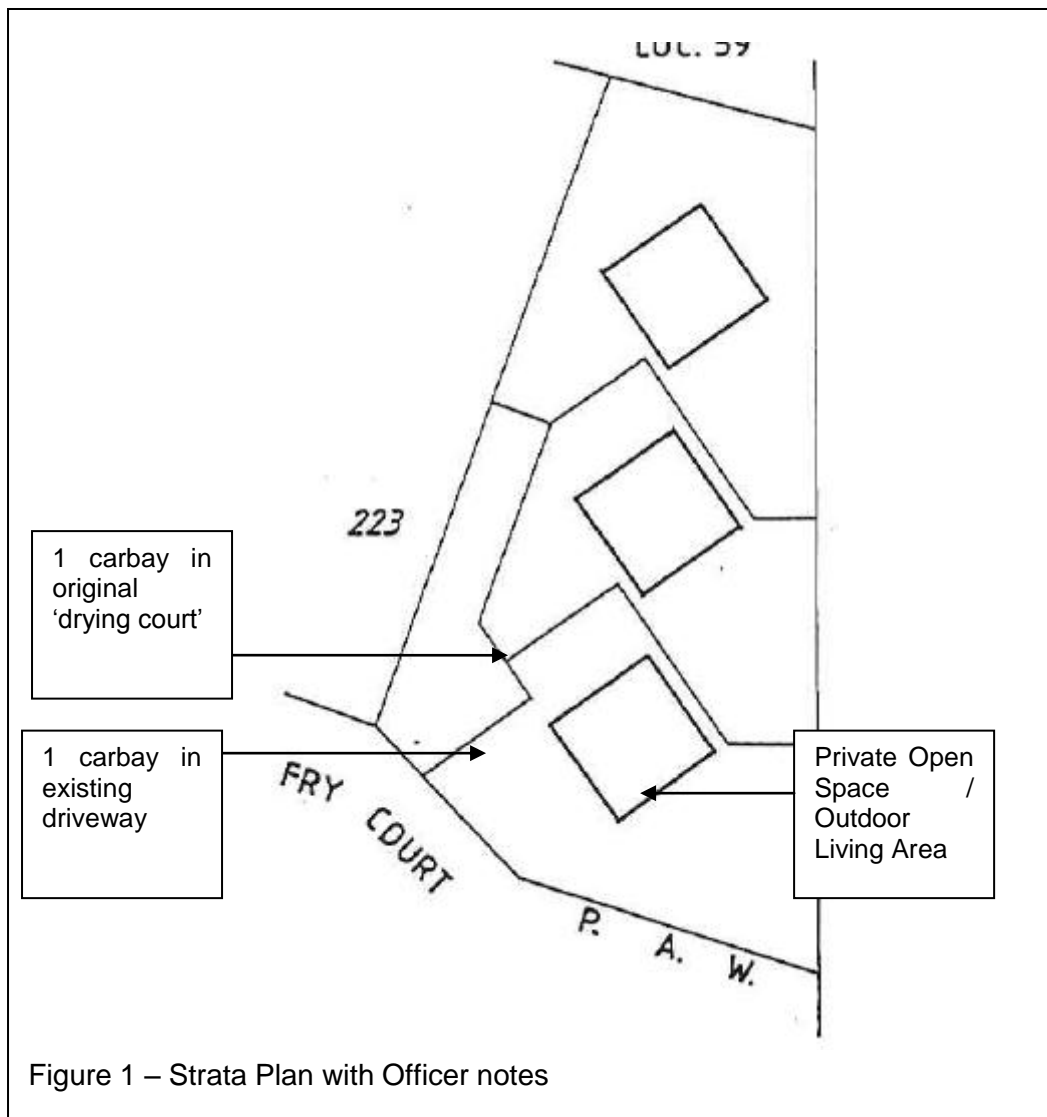 LOC. 59
223
1 carbay in
original
‘drying court’
1 carbay in
existing
driveway
FRY COURT
Private Open
Space /
Outdoor
Living Area
P. A. W.
Figure 1 – Strata Plan with Officer notes